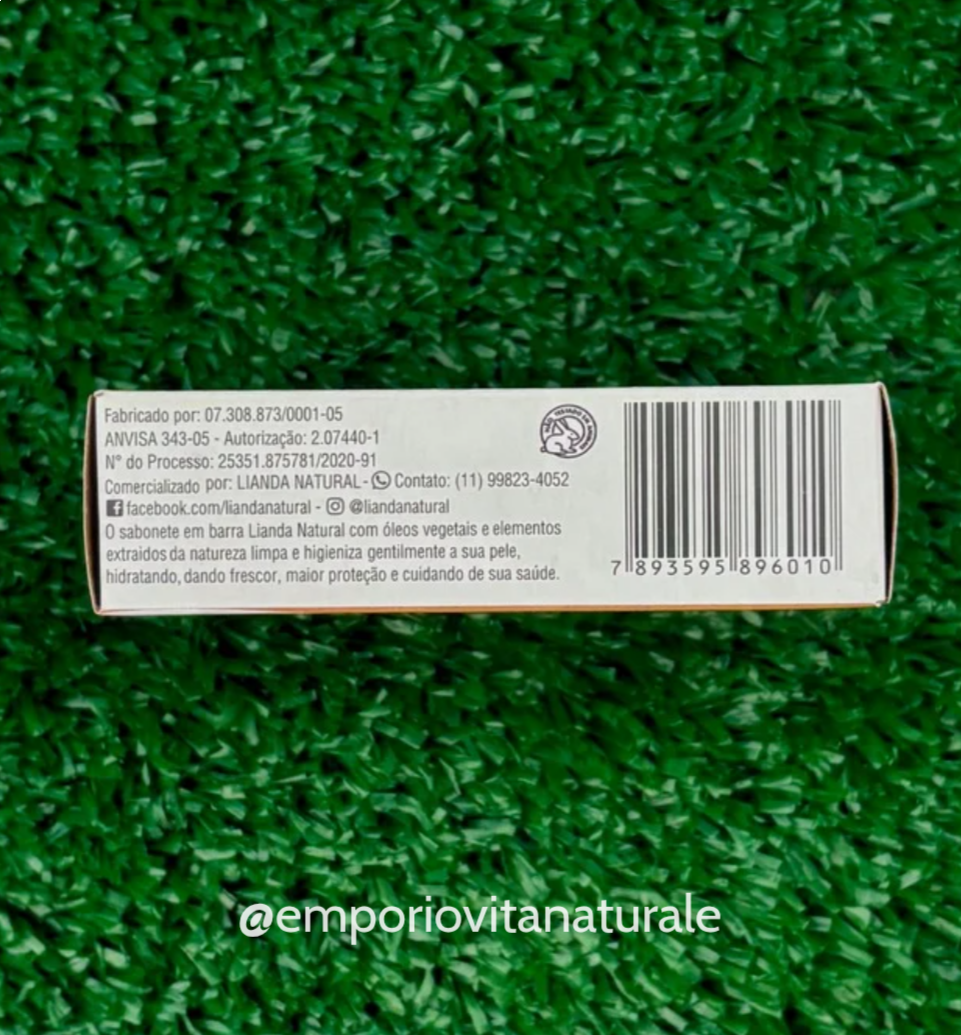 Fabricado por: 07.308.873/0001-05
ANVISA 343-05 - Autorização: 2.07440-1
N° do Processo: 25351.875781/2020-91
Comercializado por: LIANDA NATURAL - Contato: (11) 99823-4052
facebook.com/liandanatural - @liandanatural
O sabonete em barra Lianda Natural com óleos vegetais e elementos
extraidos da natureza limpa e higieniza gentilmente a sua pele,
hidratando, dando frescor, maior proteção e cuidando de sua saúde.
7 893595 896010
@emporiovitanaturale